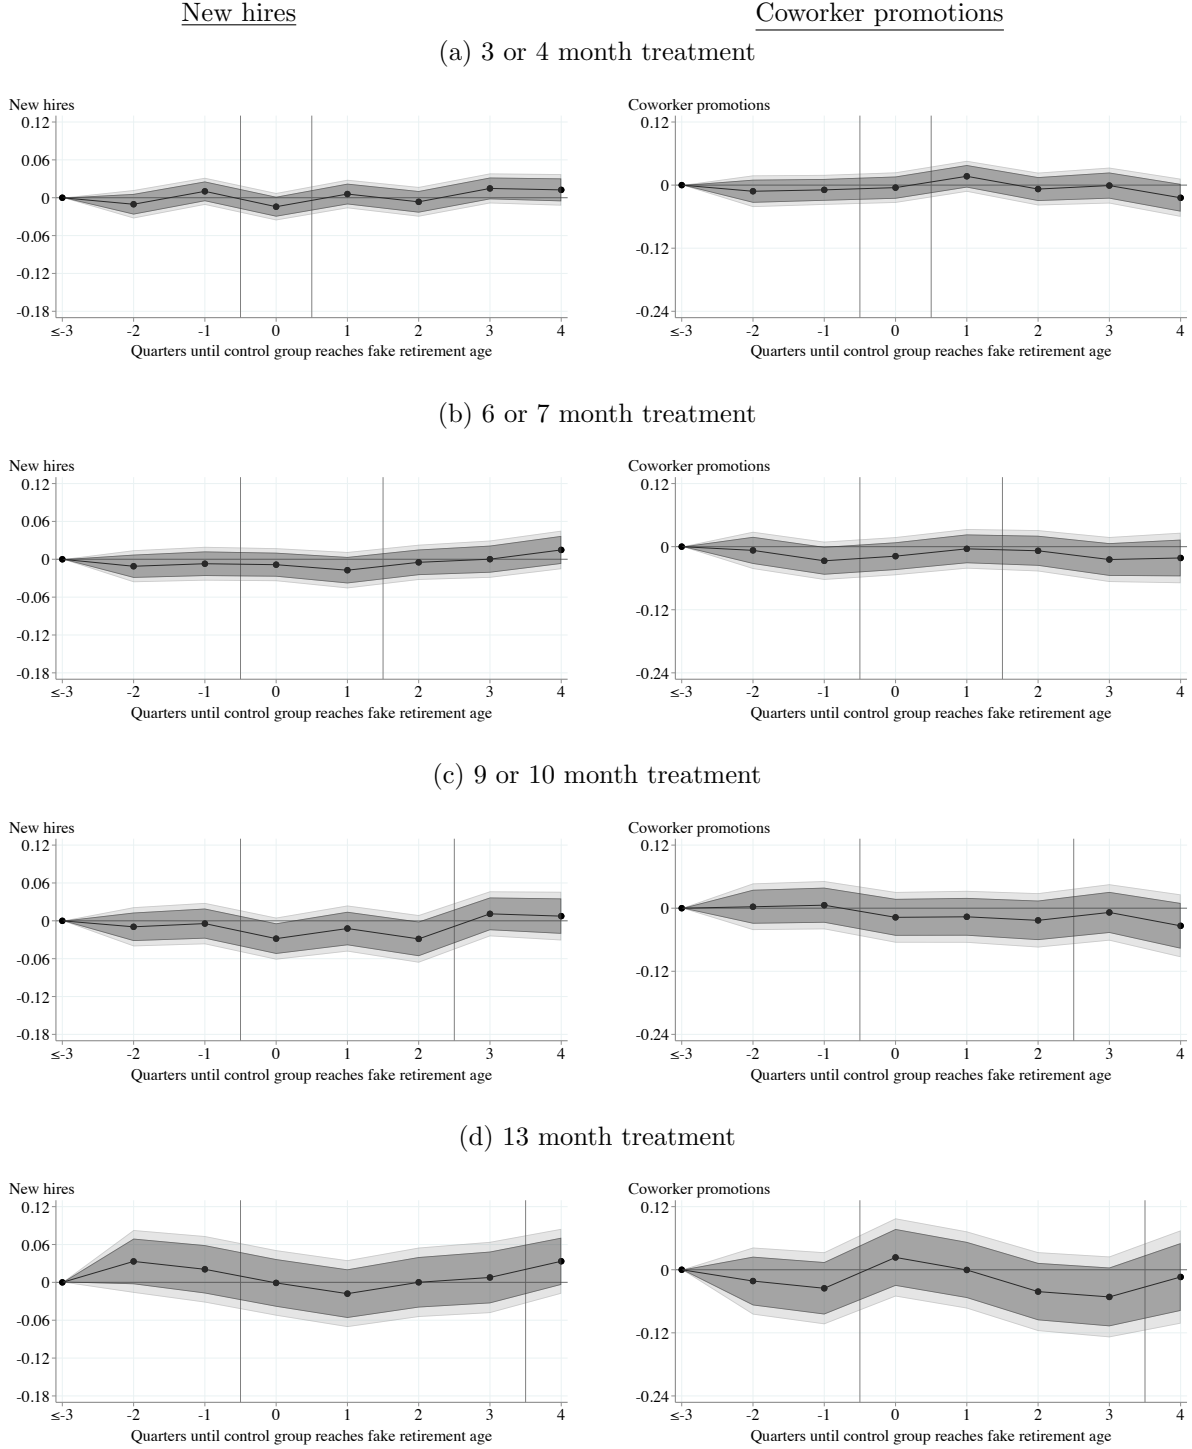 New hires Coworker promotions
(a) 3 or 4 month treatment
New hires Coworker promotions
0.12 0.12
0.06
0 0
-0.06
-0.12
-0.12
-0.18 -0.24
≤-3 -2 -1 0 1 2 3 4 ≤-3 -2 -1 0 1 2 3 4
Quarters until control group reaches fake retirement age Quarters until control group reaches fake retirement age
(b) 6 or 7 month treatment
New hires Coworker promotions
0.12 0.12
0.06
0 0
-0.06
-0.12
-0.12
-0.18 -0.24
≤-3 -2 -1 0 1 2 3 4 ≤-3 -2 -1 0 1 2 3 4
Quarters until control group reaches fake retirement age Quarters until control group reaches fake retirement age
(c) 9 or 10 month treatment
New hires Coworker promotions
0.12 0.12
0.06
0 0
-0.06
-0.12
-0.12
-0.18 -0.24
≤-3 -2 -1 0 1 2 3 4 ≤-3 -2 -1 0 1 2 3 4
Quarters until control group reaches fake retirement age Quarters until control group reaches fake retirement age
(d) 13 month treatment
New hires Coworker promotions
0.12 0.12
0.06
0 0
-0.06
-0.12
-0.12
-0.18 -0.24
≤-3 -2 -1 0 1 2 3 4 ≤-3 -2 -1 0 1 2 3 4
Quarters until control group reaches fake retirement age Quarters until control group reaches fake retirement age